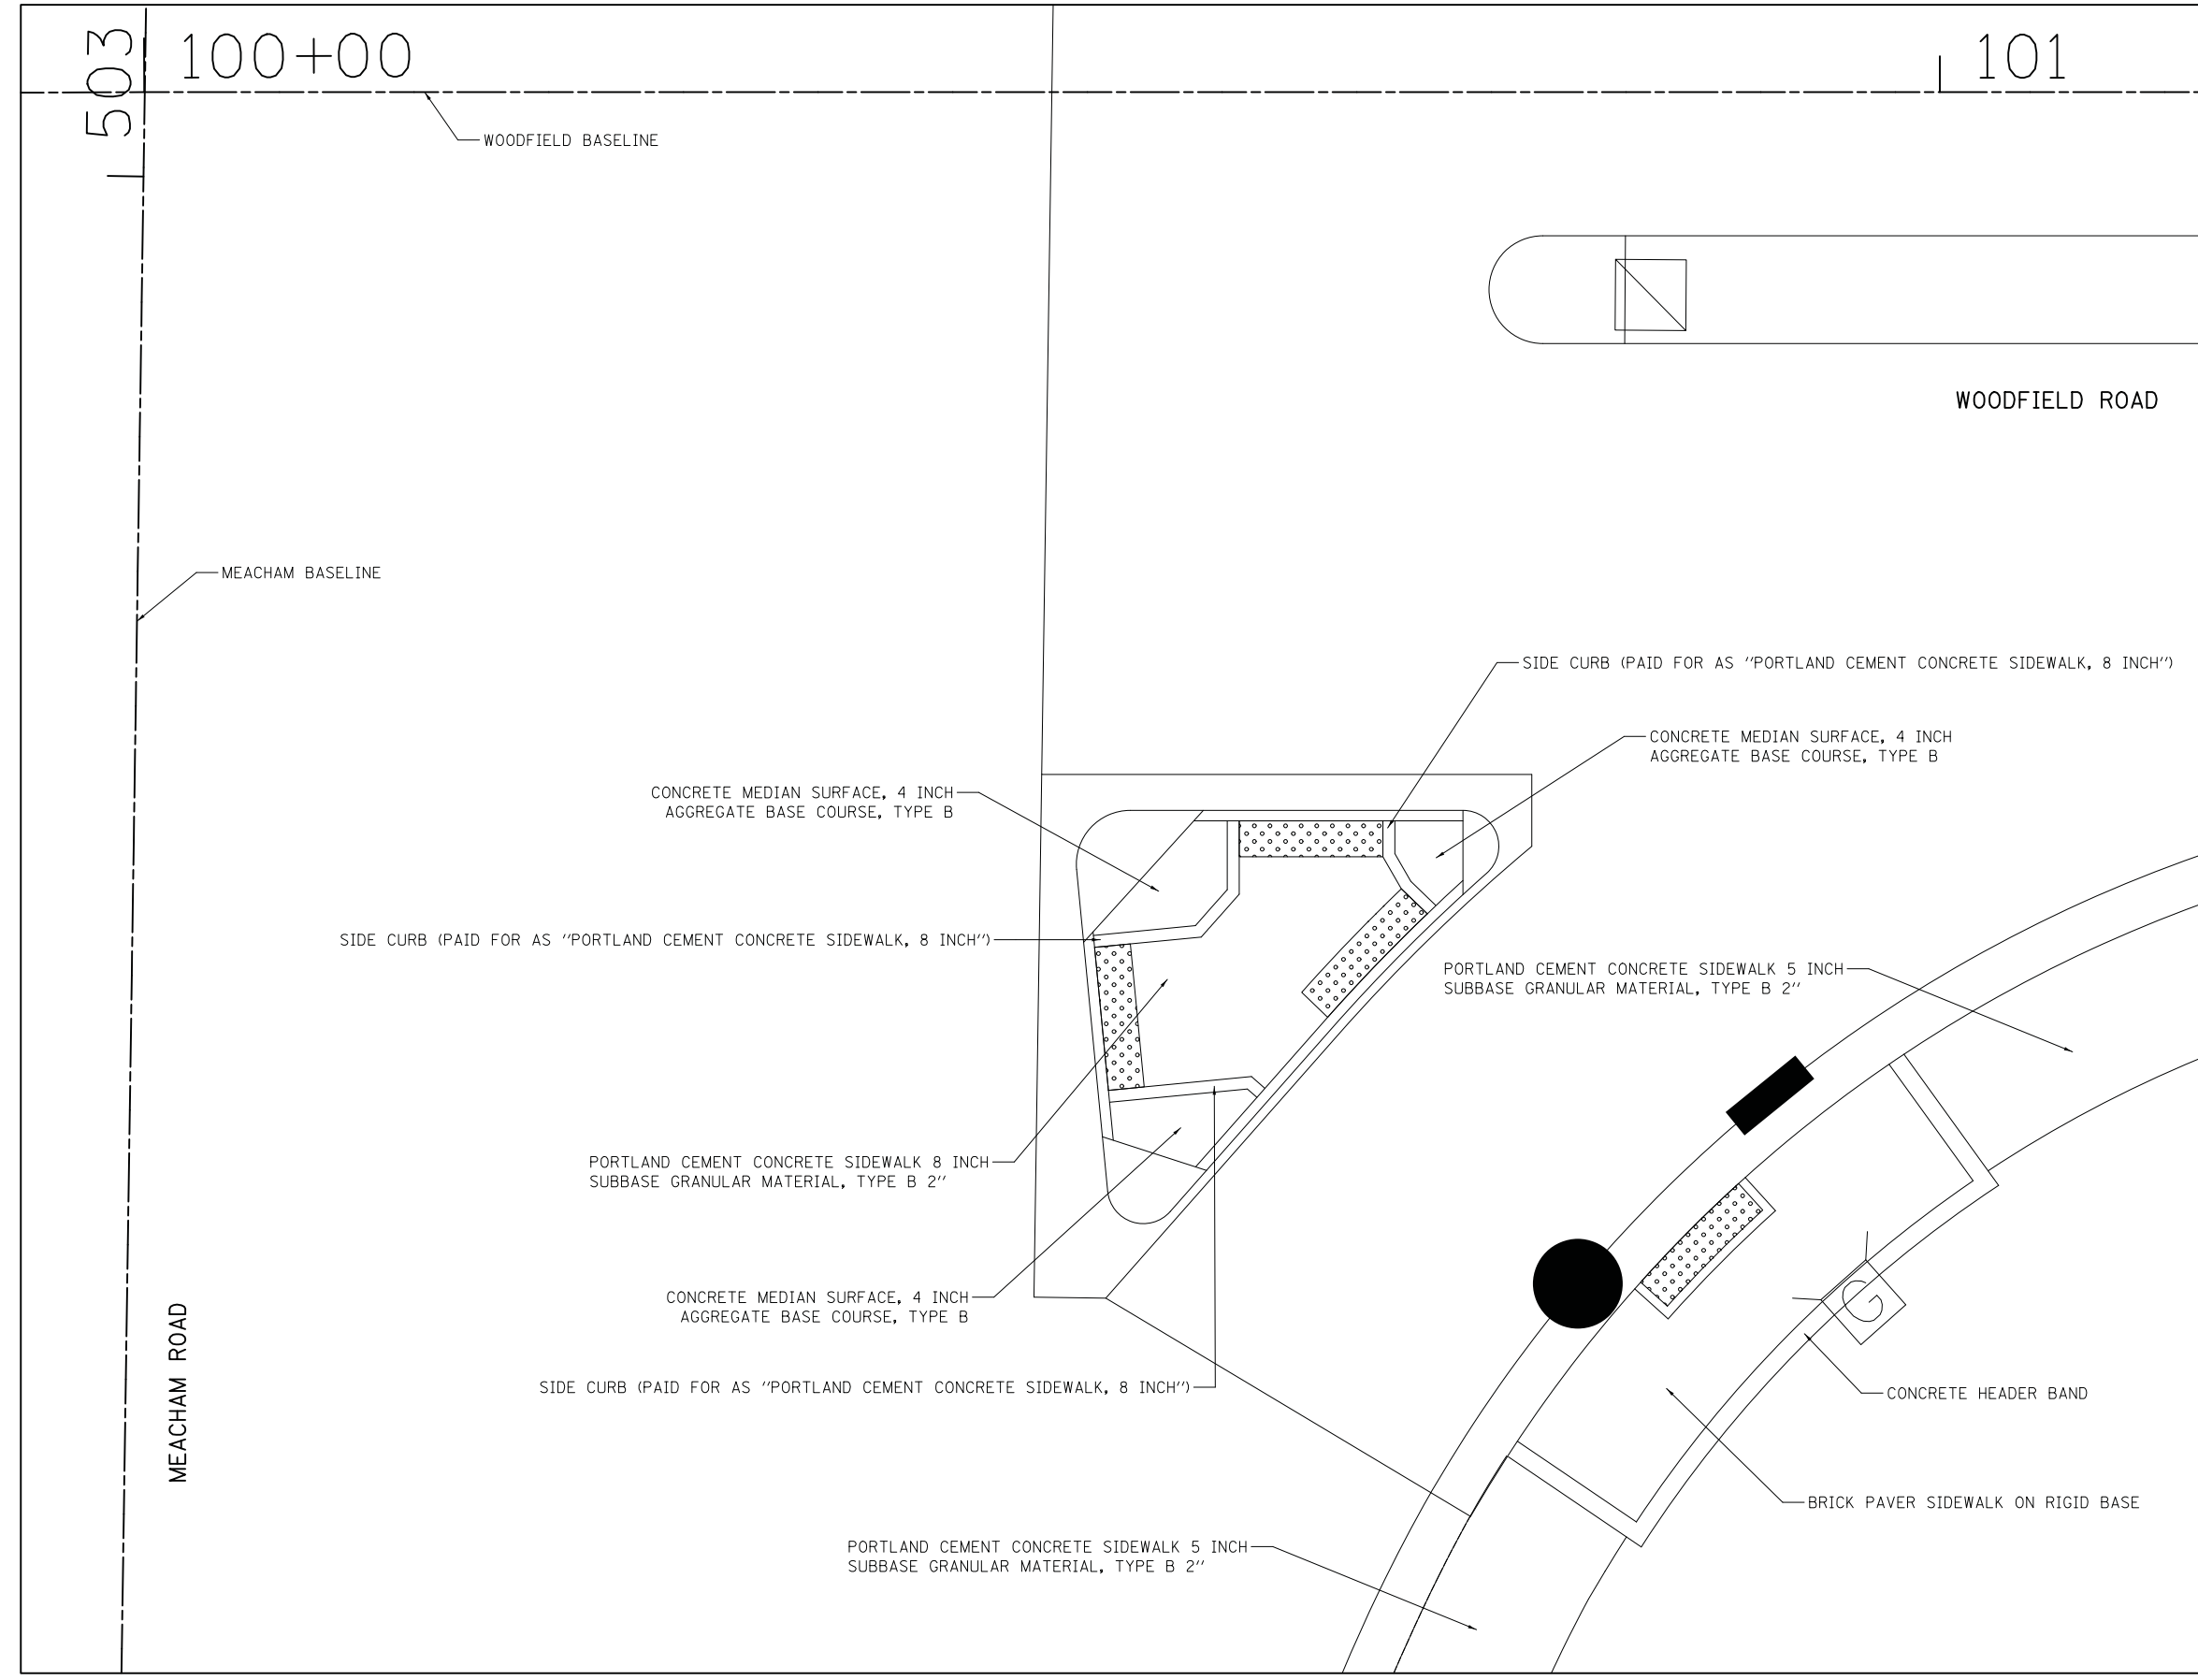 503
100+00
101
WOODFIELD BASELINE
WOODFIELD ROAD
MEACHAM BASELINE
SIDE CURB (PAID FOR AS "PORTLAND CEMENT CONCRETE SIDEWALK, 8 INCH")
CONCRETE MEDIAN SURFACE, 4 INCH
AGGREGATE BASE COURSE, TYPE B
CONCRETE MEDIAN SURFACE, 4 INCH
AGGREGATE BASE COURSE, TYPE B
SIDE CURB (PAID FOR AS "PORTLAND CEMENT CONCRETE SIDEWALK, 8 INCH")
PORTLAND CEMENT CONCRETE SIDEWALK 5 INCH
SUBBASE GRANULAR MATERIAL, TYPE B 2"
PORTLAND CEMENT CONCRETE SIDEWALK 8 INCH
SUBBASE GRANULAR MATERIAL, TYPE B 2"
CONCRETE MEDIAN SURFACE, 4 INCH
AGGREGATE BASE COURSE, TYPE B
G
SIDE CURB (PAID FOR AS "PORTLAND CEMENT CONCRETE SIDEWALK, 8 INCH")
CONCRETE HEADER BAND
MEACHAM ROAD
BRICK PAVER SIDEWALK ON RIGID BASE
PORTLAND CEMENT CONCRETE SIDEWALK 5 INCH
SUBBASE GRANULAR MATERIAL, TYPE B 2"